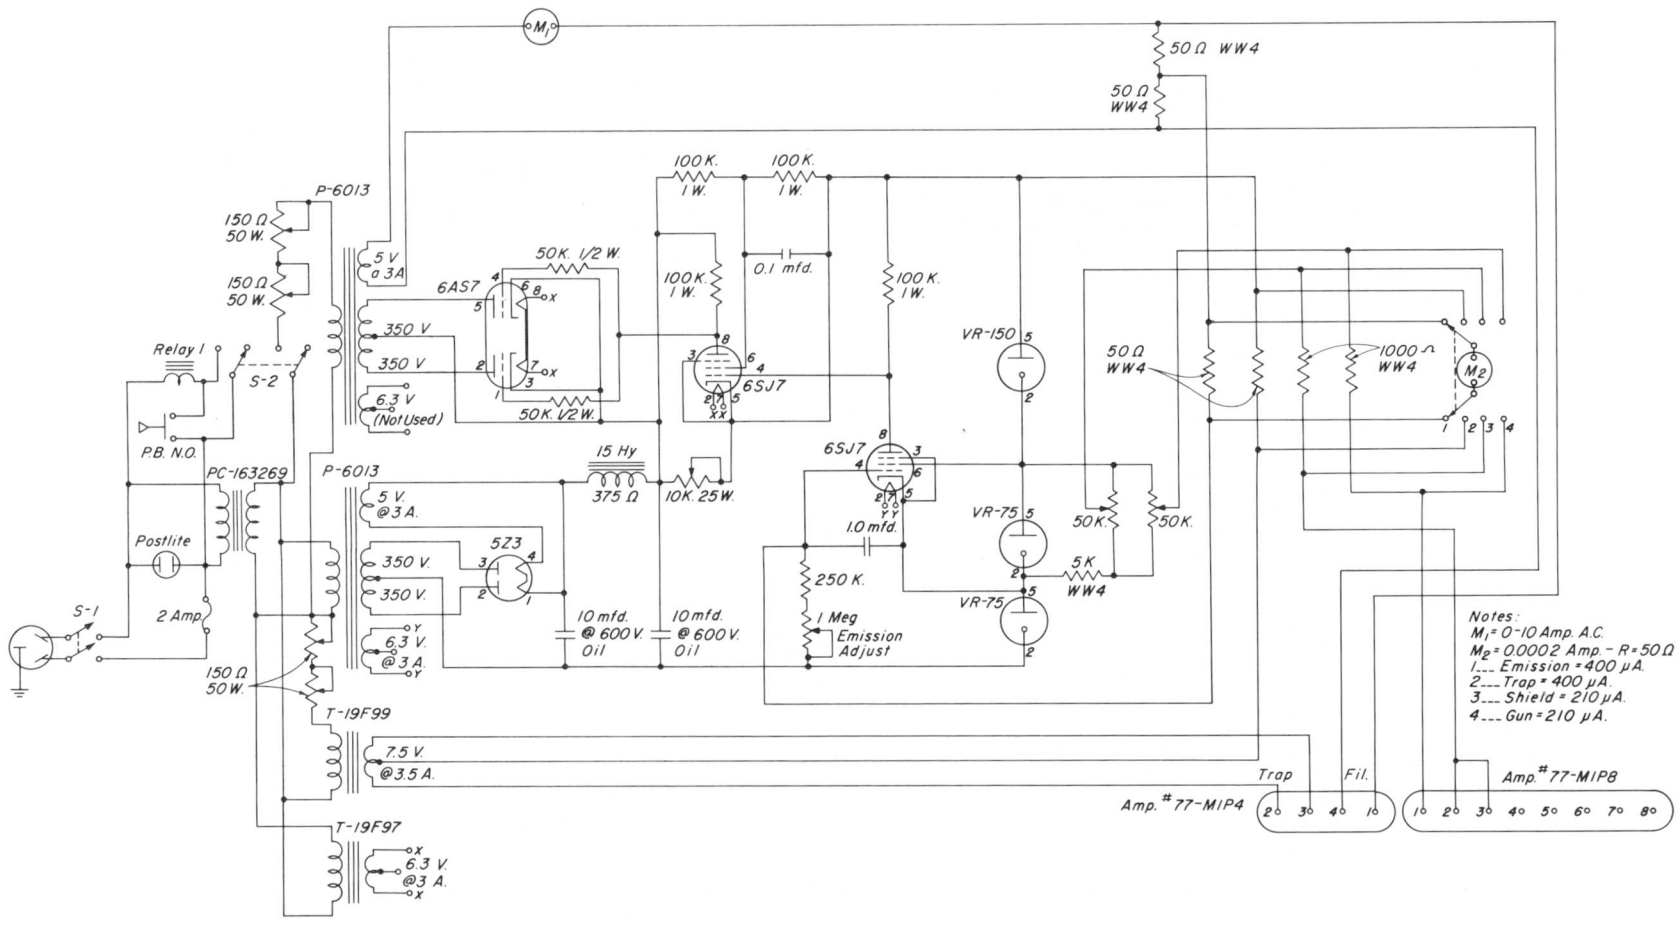 M1
50 Ω WW4
50 Ω
WW4
P-6013
150 Ω
50 W.
150 Ω
50 W.
5 V
a 3A
350 V
350 V
6.3 V
(Not Used)
Relay 1
S-2
P.B. N.O.
PC-163269
Postlite
S-1
2 Amp.
150 Ω
50 W.
6AS7
4
5
6
8
X
2
7
X
3
1
50K. 1/2 W.
50K. 1/2 W.
100 K.
1 W.
100 K.
1 W.
0.1 mfd.
100 K.
1 W.
8
3
6
4
6SJ7
2
7
5
X X
100 K.
1 W.
VR-150
5
2
50 Ω
WW4
1000 Ω
WW4
M2
1
2
3
4
P-6013
5 V.
@ 3 A.
350 V.
350 V.
Y
6.3 V.
@ 3 A.
Y
5Z3
3
4
2
1
15 Hy
375 Ω
10K. 25W.
10 mfd.
@ 600 V.
Oil
10 mfd.
@ 600 V.
Oil
6SJ7
8
3
4
6
2
7
5
Y Y
1.0 mfd.
250 K.
1 Meg
Emission
Adjust
VR-75
5
2
50K.
50K.
5 K
WW4
VR-75
5
2
T-19F99
7.5 V.
@ 3.5 A.
T-19F97
X
6.3 V.
@ 3 A.
X
Notes:
M1 = 0-10 Amp. A.C.
M2 = 0.0002 Amp. - R = 50 Ω
1___ Emission = 400 µA.
2___ Trap = 400 µA.
3___ Shield = 210 µA.
4___ Gun = 210 µA.
Trap
Fil.
Amp. # 77-MIP4
2 3 4 1
Amp. # 77-MIP8
1 2 3 4 5 6 7 8